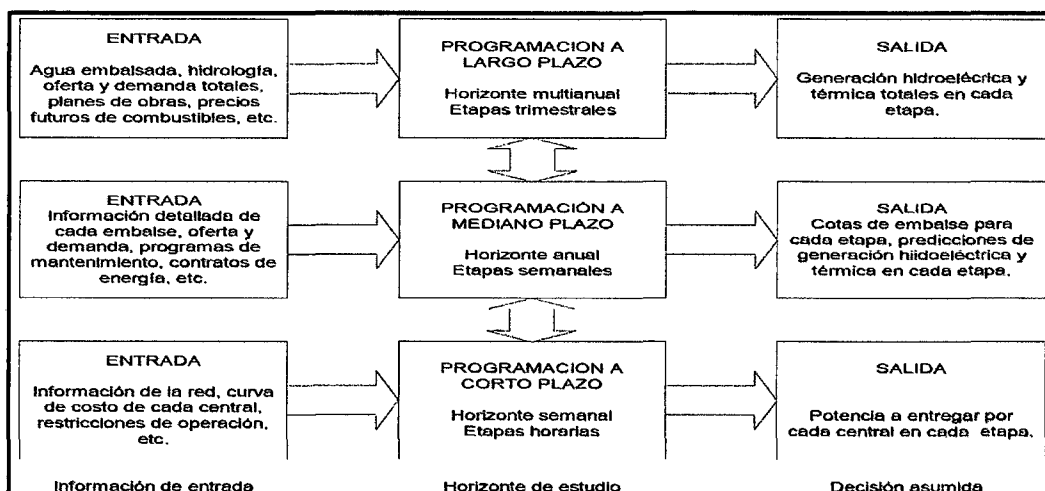 ENTRADA
Agua embalsada, hidrología,
oferta y demanda totales,
planes de obras, precios
futuros de combustibles, etc.
PROGRAMACION A
LARGO PLAZO
Horizonte multianual
Etapas trimestrales
SALIDA
Generación hidroeléctrica y
térmica totales en cada
etapa.
ENTRADA
Información detallada de
cada embalse, oferta y
demanda, programas de
mantenimiento, contratos de
energía, etc.
PROGRAMACIÓN A
MEDIANO PLAZO
Horizonte anual
Etapas semanales
SALIDA
Cotas de embalse para
cada etapa, predicciones de
generación hiidoeléctrica y
térmica en cada etapa.
ENTRADA
Información de la red, curva
de costo de cada central,
restricciones de operación,
etc.
PROGRAMACION A
CORTO PLAZO
Horizonte semanal
Etapas horarias
SALIDA
Potencia a entregar por
cada central en cada etapa.
Información de entrada
Horizonte de estudio
Decisión asumida